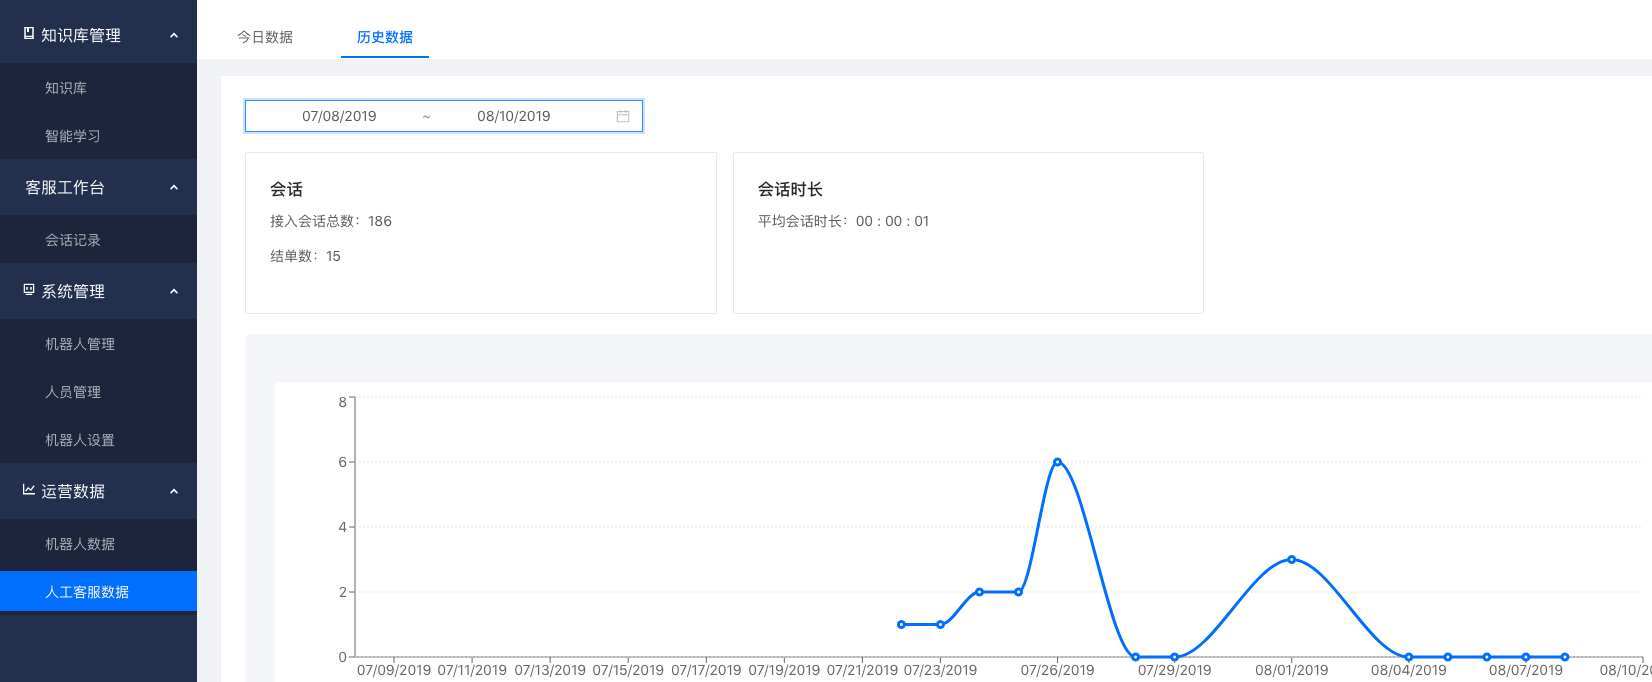 知识库管理
知识库
智能学习
客服工作台
会话记录
系统管理
机器人管理
人员管理
机器人设置
运营数据
机器人数据
人工客服数据
今日数据 历史数据
07/08/2019 ~ 08/10/2019
会话
接入会话总数：186
结单数：15
会话时长
平均会话时长：00 : 00 : 01
8
6
4
2
0
07/09/2019 07/11/2019 07/13/2019 07/15/2019 07/17/2019 07/19/2019 07/21/2019 07/23/2019 07/26/2019 07/29/2019 08/01/2019 08/04/2019 08/07/2019 08/10/20